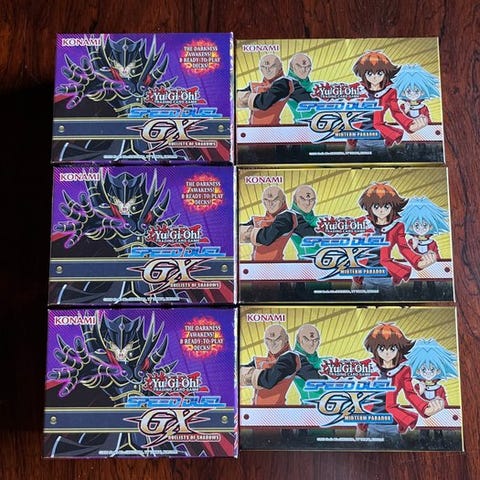 KONAMI
THE DARKNESS
AWAKENS!
8 READY-TO-PLAY
DECKS!
Yu-Gi-Oh!
TRADING CARD GAME
SPEED DUEL
GX
DUELISTS OF SHADOWS
KONAMI
Yu-Gi-Oh!
TRADING CARD GAME
SPEED DUEL
GX
MIDTERM PARADOX
KONAMI
THE DARKNESS
AWAKENS!
8 READY-TO-PLAY
DECKS!
Yu-Gi-Oh!
TRADING CARD GAME
SPEED DUEL
GX
DUELISTS OF SHADOWS
KONAMI
Yu-Gi-Oh!
TRADING CARD GAME
SPEED DUEL
GX
MIDTERM PARADOX
KONAMI
THE DARKNESS
AWAKENS!
8 READY-TO-PLAY
DECKS!
Yu-Gi-Oh!
TRADING CARD GAME
SPEED DUEL
GX
DUELISTS OF SHADOWS
KONAMI
Yu-Gi-Oh!
TRADING CARD GAME
SPEED DUEL
GX
MIDTERM PARADOX